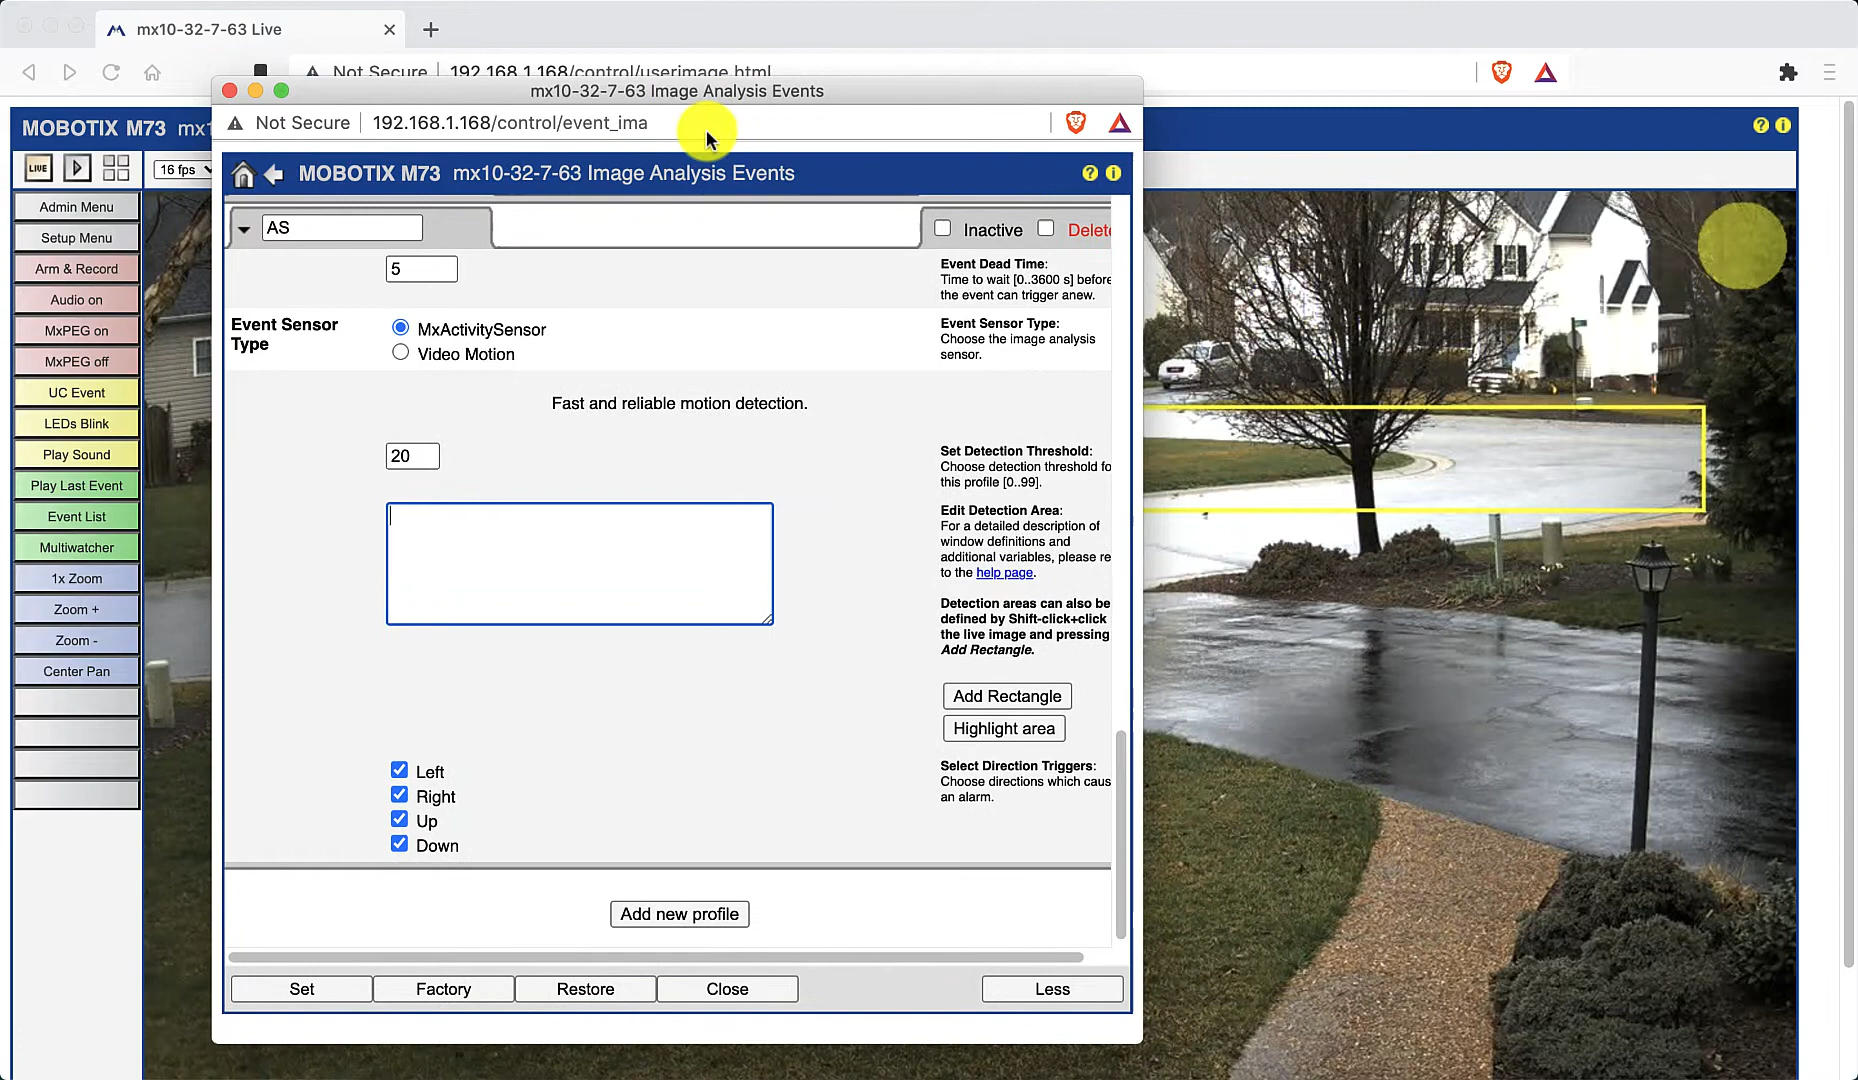 mx10-32-7-63 Live
Not Secure 192.168.1.168/control/userimage.html
mx10-32-7-63 Image Analysis Events
Not Secure 192.168.1.168/control/event_ima
MOBOTIX M73
MOBOTIX M73 mx10-32-7-63 Image Analysis Events
? i
? i
LIVE
16 fps
Admin Menu
Setup Menu
Arm & Record
Audio on
MxPEG on
MxPEG off
UC Event
LEDs Blink
Play Sound
Play Last Event
Event List
Multiwatcher
1x Zoom
Zoom +
Zoom -
Center Pan
AS
Inactive
Delete
5
Event Dead Time:
Time to wait [0..3600 s] before
the event can trigger anew.
Event Sensor
Type
MxActivitySensor
Video Motion
Event Sensor Type:
Choose the image analysis
sensor.
Fast and reliable motion detection.
20
Set Detection Threshold:
Choose detection threshold fo
this profile [0..99].
Edit Detection Area:
For a detailed description of
window definitions and
additional variables, please re
to the help page.
Detection areas can also be
defined by Shift-click+click
the live image and pressing
Add Rectangle.
Add Rectangle
Highlight area
Left
Right
Up
Down
Select Direction Triggers:
Choose directions which caus
an alarm.
Add new profile
Set
Factory
Restore
Close
Less